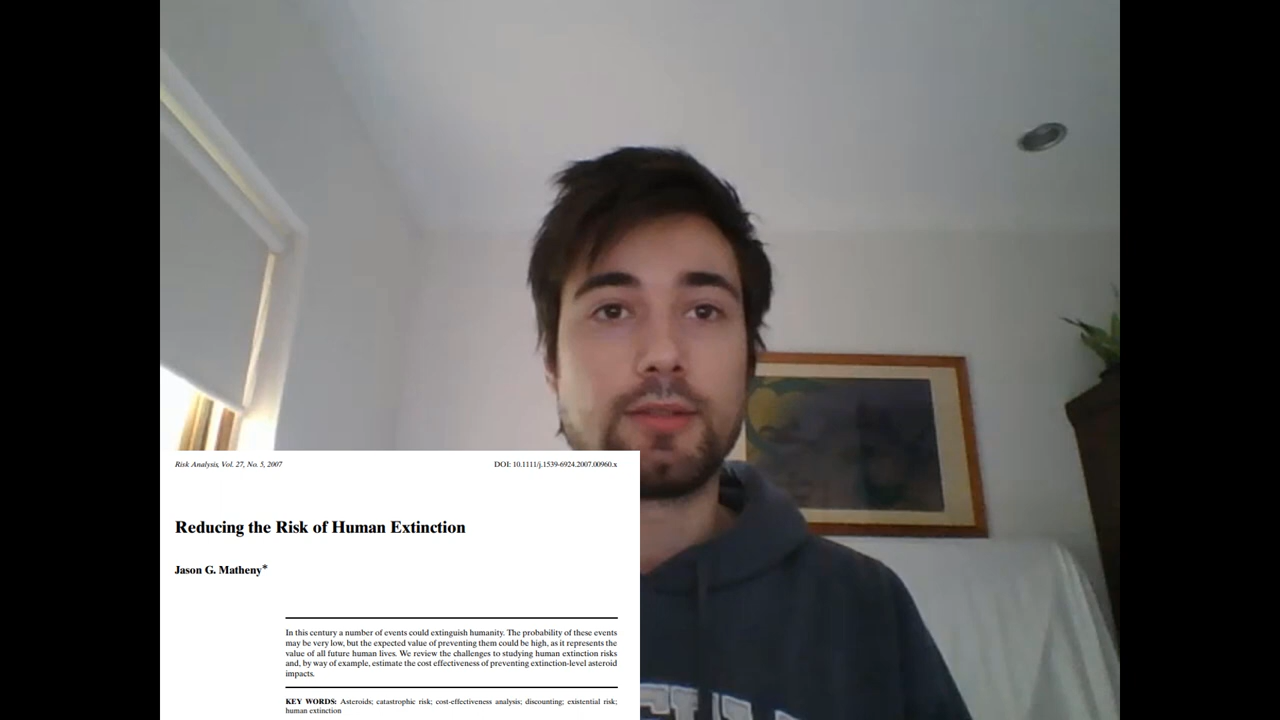 Risk Analysis, Vol. 27, No. 5, 2007
DOI: 10.1111/j.1539-6924.2007.00960.x
Reducing the Risk of Human Extinction
Jason G. Matheny*
In this century a number of events could extinguish humanity. The probability of these events
may be very low, but the expected value of preventing them could be high, as it represents the
value of all future human lives. We review the challenges to studying human extinction risks
and, by way of example, estimate the cost effectiveness of preventing extinction-level asteroid
impacts.
KEY WORDS: Asteroids; catastrophic risk; cost-effectiveness analysis; discounting; existential risk;
human extinction